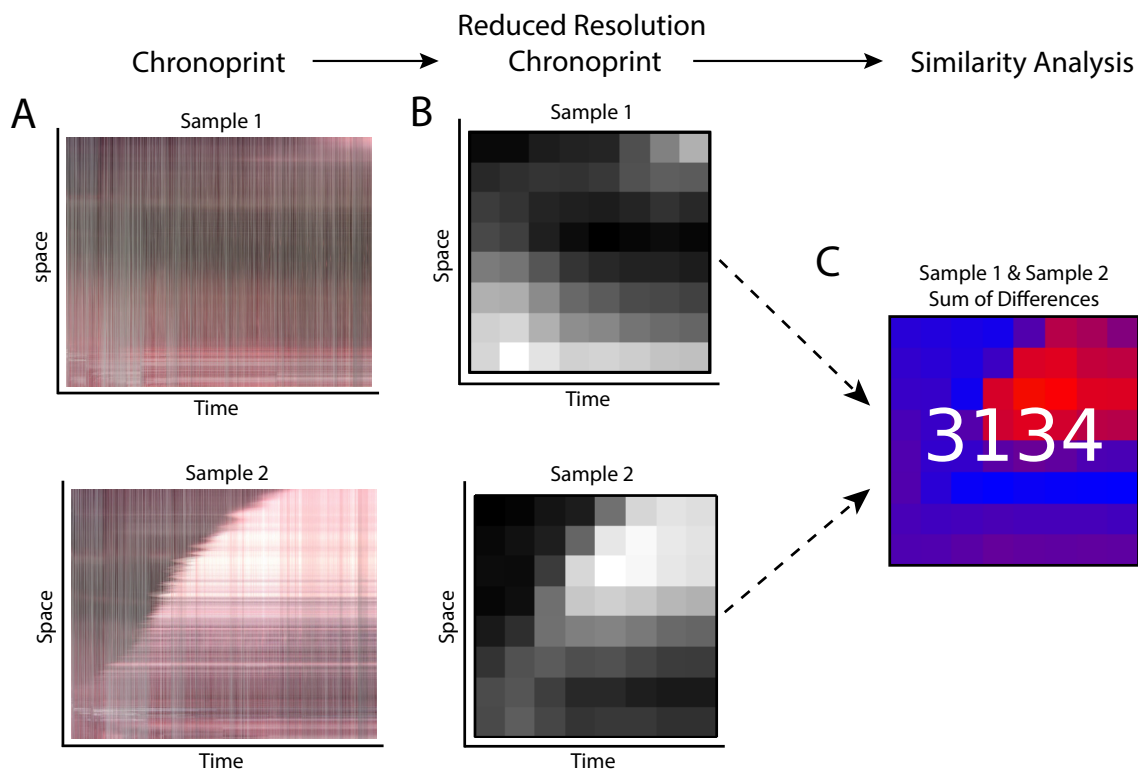 Chronoprint
Reduced Resolution
Chronoprint
Similarity Analysis
A
Sample 1
space
Time
B
Sample 1
Space
Time
C
Sample 1 & Sample 2
Sum of Differences
3134
Sample 2
Space
Time
Sample 2
Space
Time